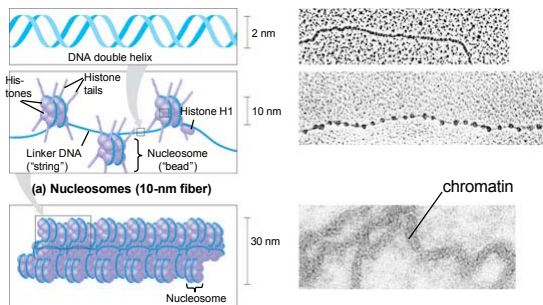 2 nm
DNA double helix
His-
tones
Histone
tails
Histone H1
10 nm
Linker DNA
("string")
Nucleosome
("bead")
(a) Nucleosomes (10-nm fiber)
chromatin
30 nm
Nucleosome